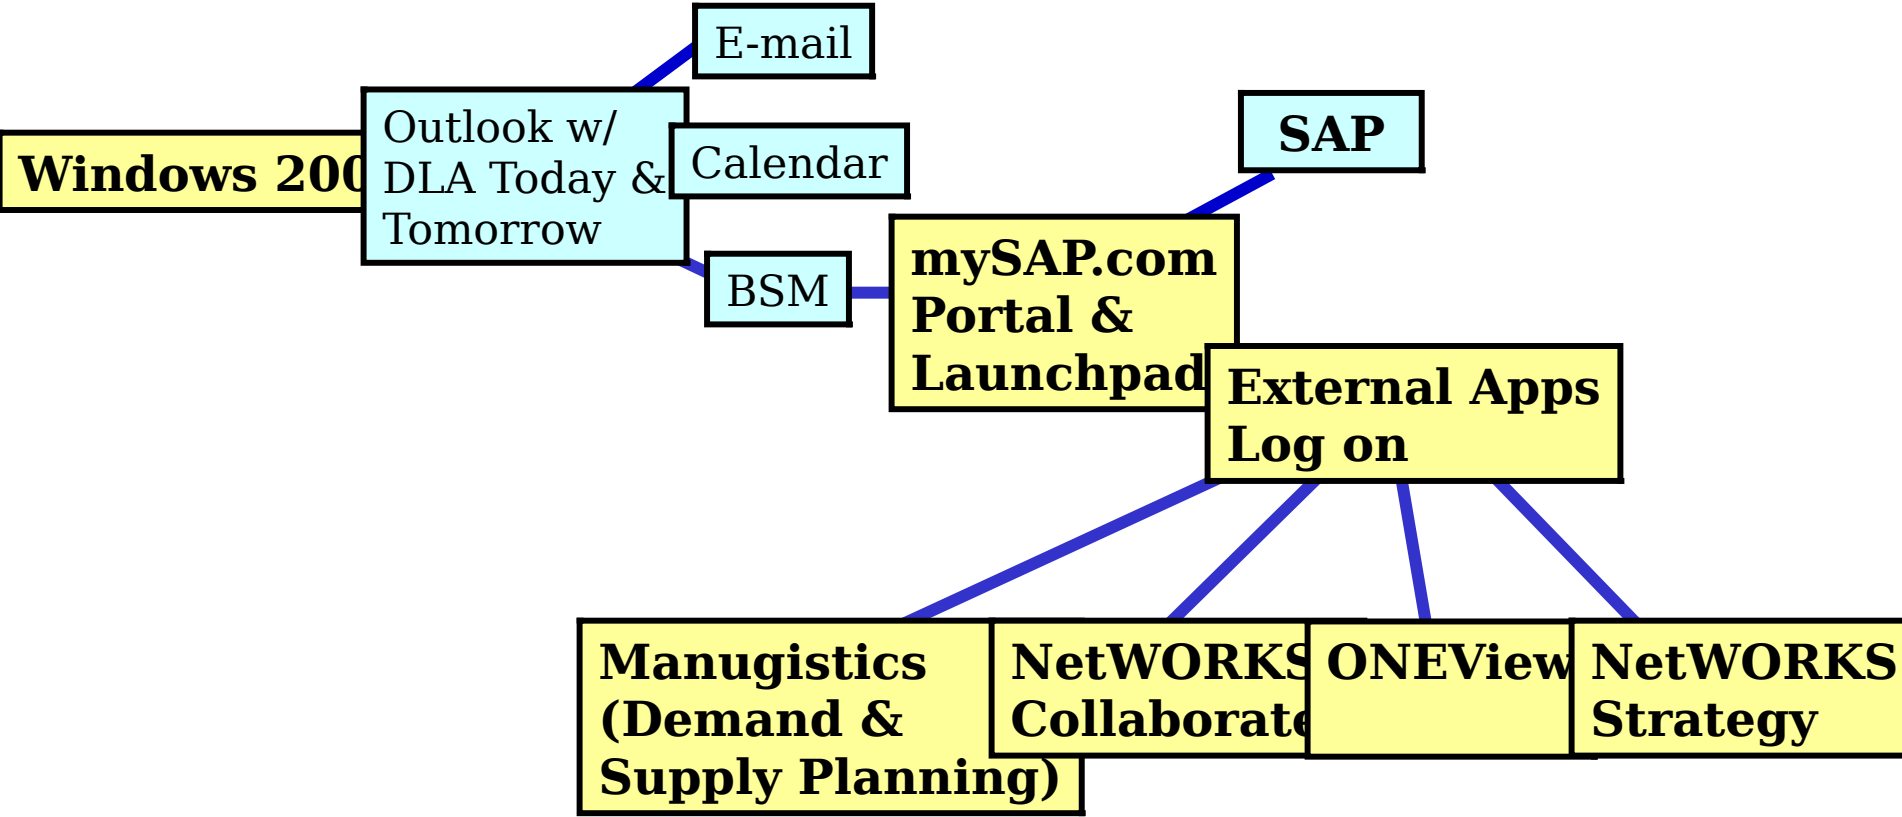 E-mail
Outlook w/
DLA Today &
Tomorrow
Windows 200
Calendar
BSM
SAP
mySAP.com
Portal &
Launchpad
External Apps
Log on
Manugistics
(Demand &
Supply Planning)
NetWORKS
Collaborate
ONEView
NetWORKS
Strategy